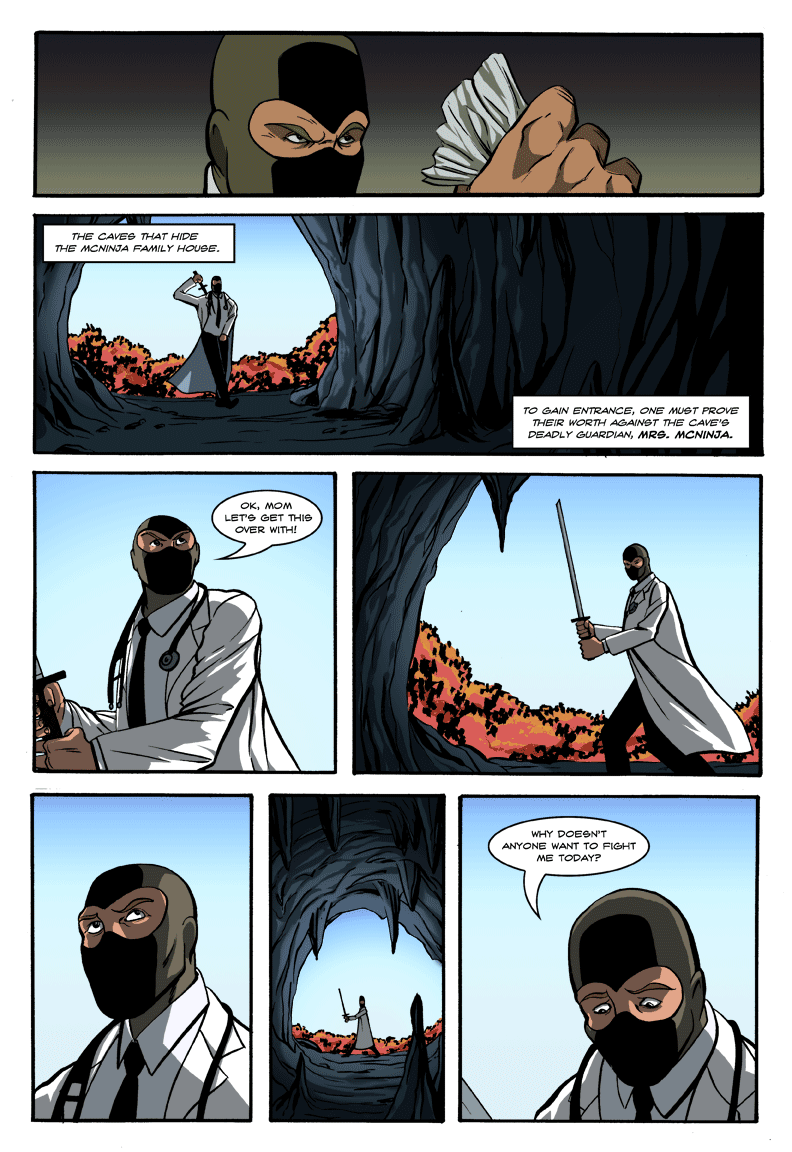 THE CAVES THAT HIDE
THE MCNINJA FAMILY HOUSE.
TO GAIN ENTRANCE, ONE MUST PROVE
THEIR WORTH AGAINST THE CAVE'S
DEADLY GUARDIAN, MRS. MCNINJA.
OK, MOM
LET'S GET THIS
OVER WITH!
WHY DOESN'T
ANYONE WANT TO FIGHT
ME TODAY?